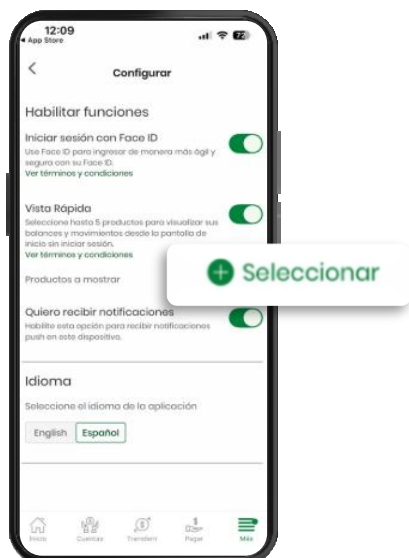 12:09
App Store
73
Configurar
Habilitar funciones
Iniciar sesión con Face ID
Use Face ID para ingresar de manera más ágil y
segura con su Face ID.
Ver términos y condiciones
Vista Rápida
Seleccione hasta 5 productos para visualizar sus
balances y movimientos desde la pantalla de
inicio sin iniciar sesión.
Ver términos y condiciones
Productos a mostrar
Seleccionar
Quiero recibir notificaciones
Habilite esta opción para recibir notificaciones
push en este dispositivo.
Idioma
Seleccione el idioma de la aplicación
English Español
Inicio Cuentas Transferir Pagar Más